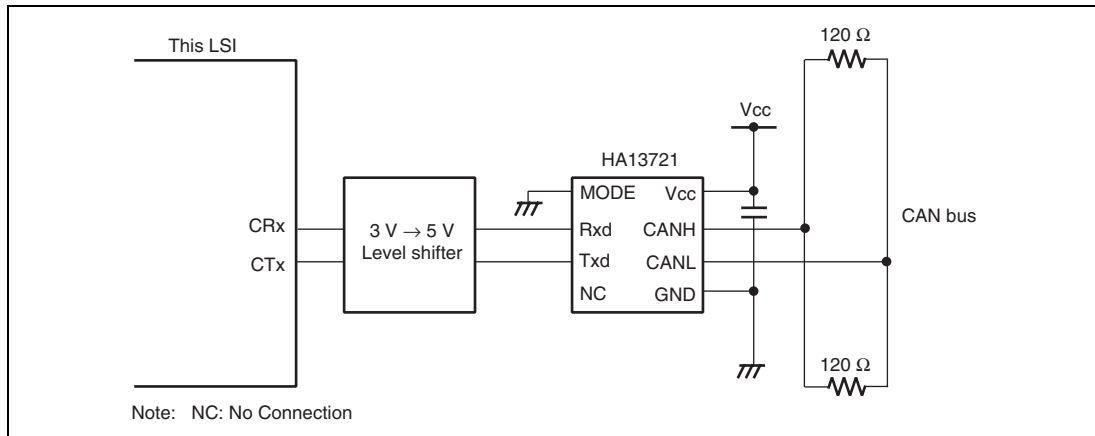 This LSI
CRx
CTx
3 V → 5 V
Level shifter
HA13721
MODE
Rxd
Txd
NC
Vcc
CANH
CANL
GND
Vcc
120 Ω
CAN bus
120 Ω
Note: NC: No Connection